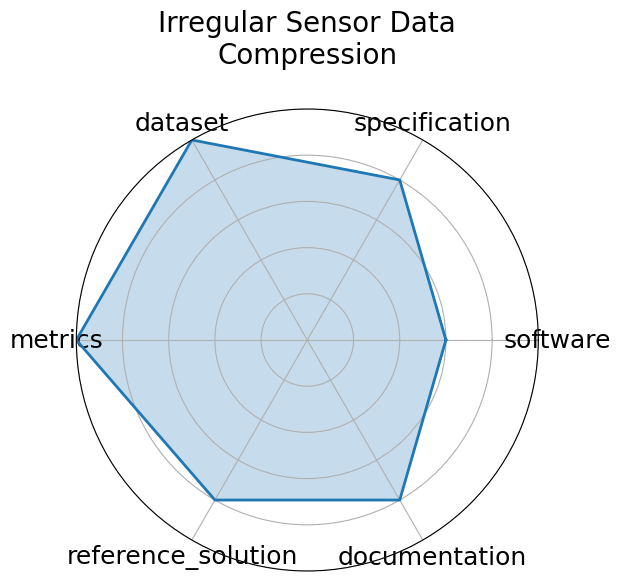 Irregular Sensor Data
Compression
dataset
specification
metrics
software
reference_solution
documentation